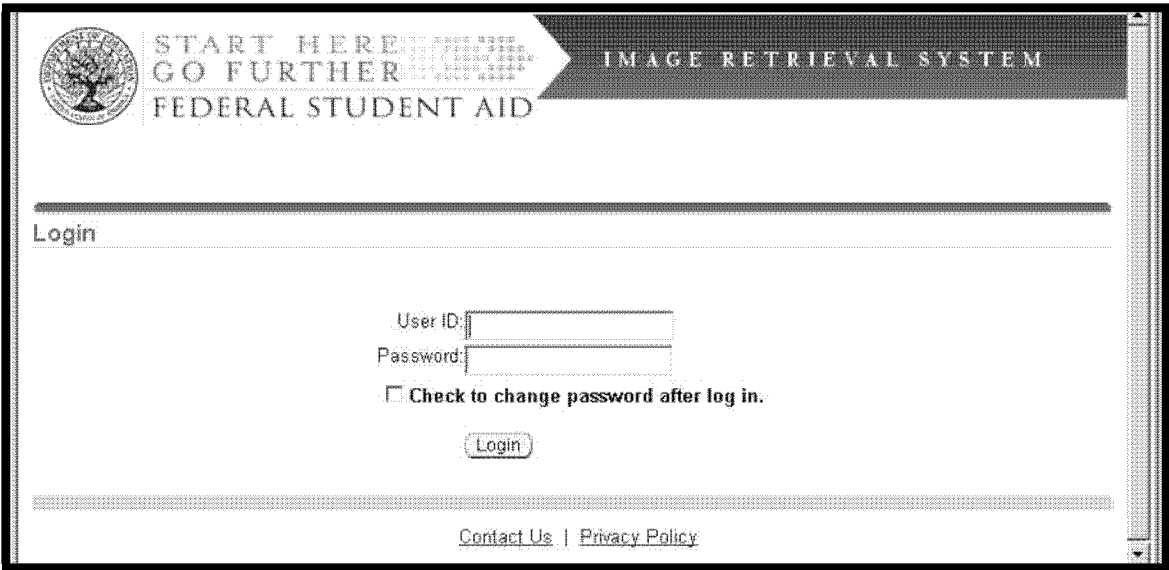 START HERE
GO FURTHER
FEDERAL STUDENT AID
IMAGE RETRIEVAL SYSTEM
Login
User ID:
Password:
Check to change password after log in.
Login
Contact Us | Privacy Policy